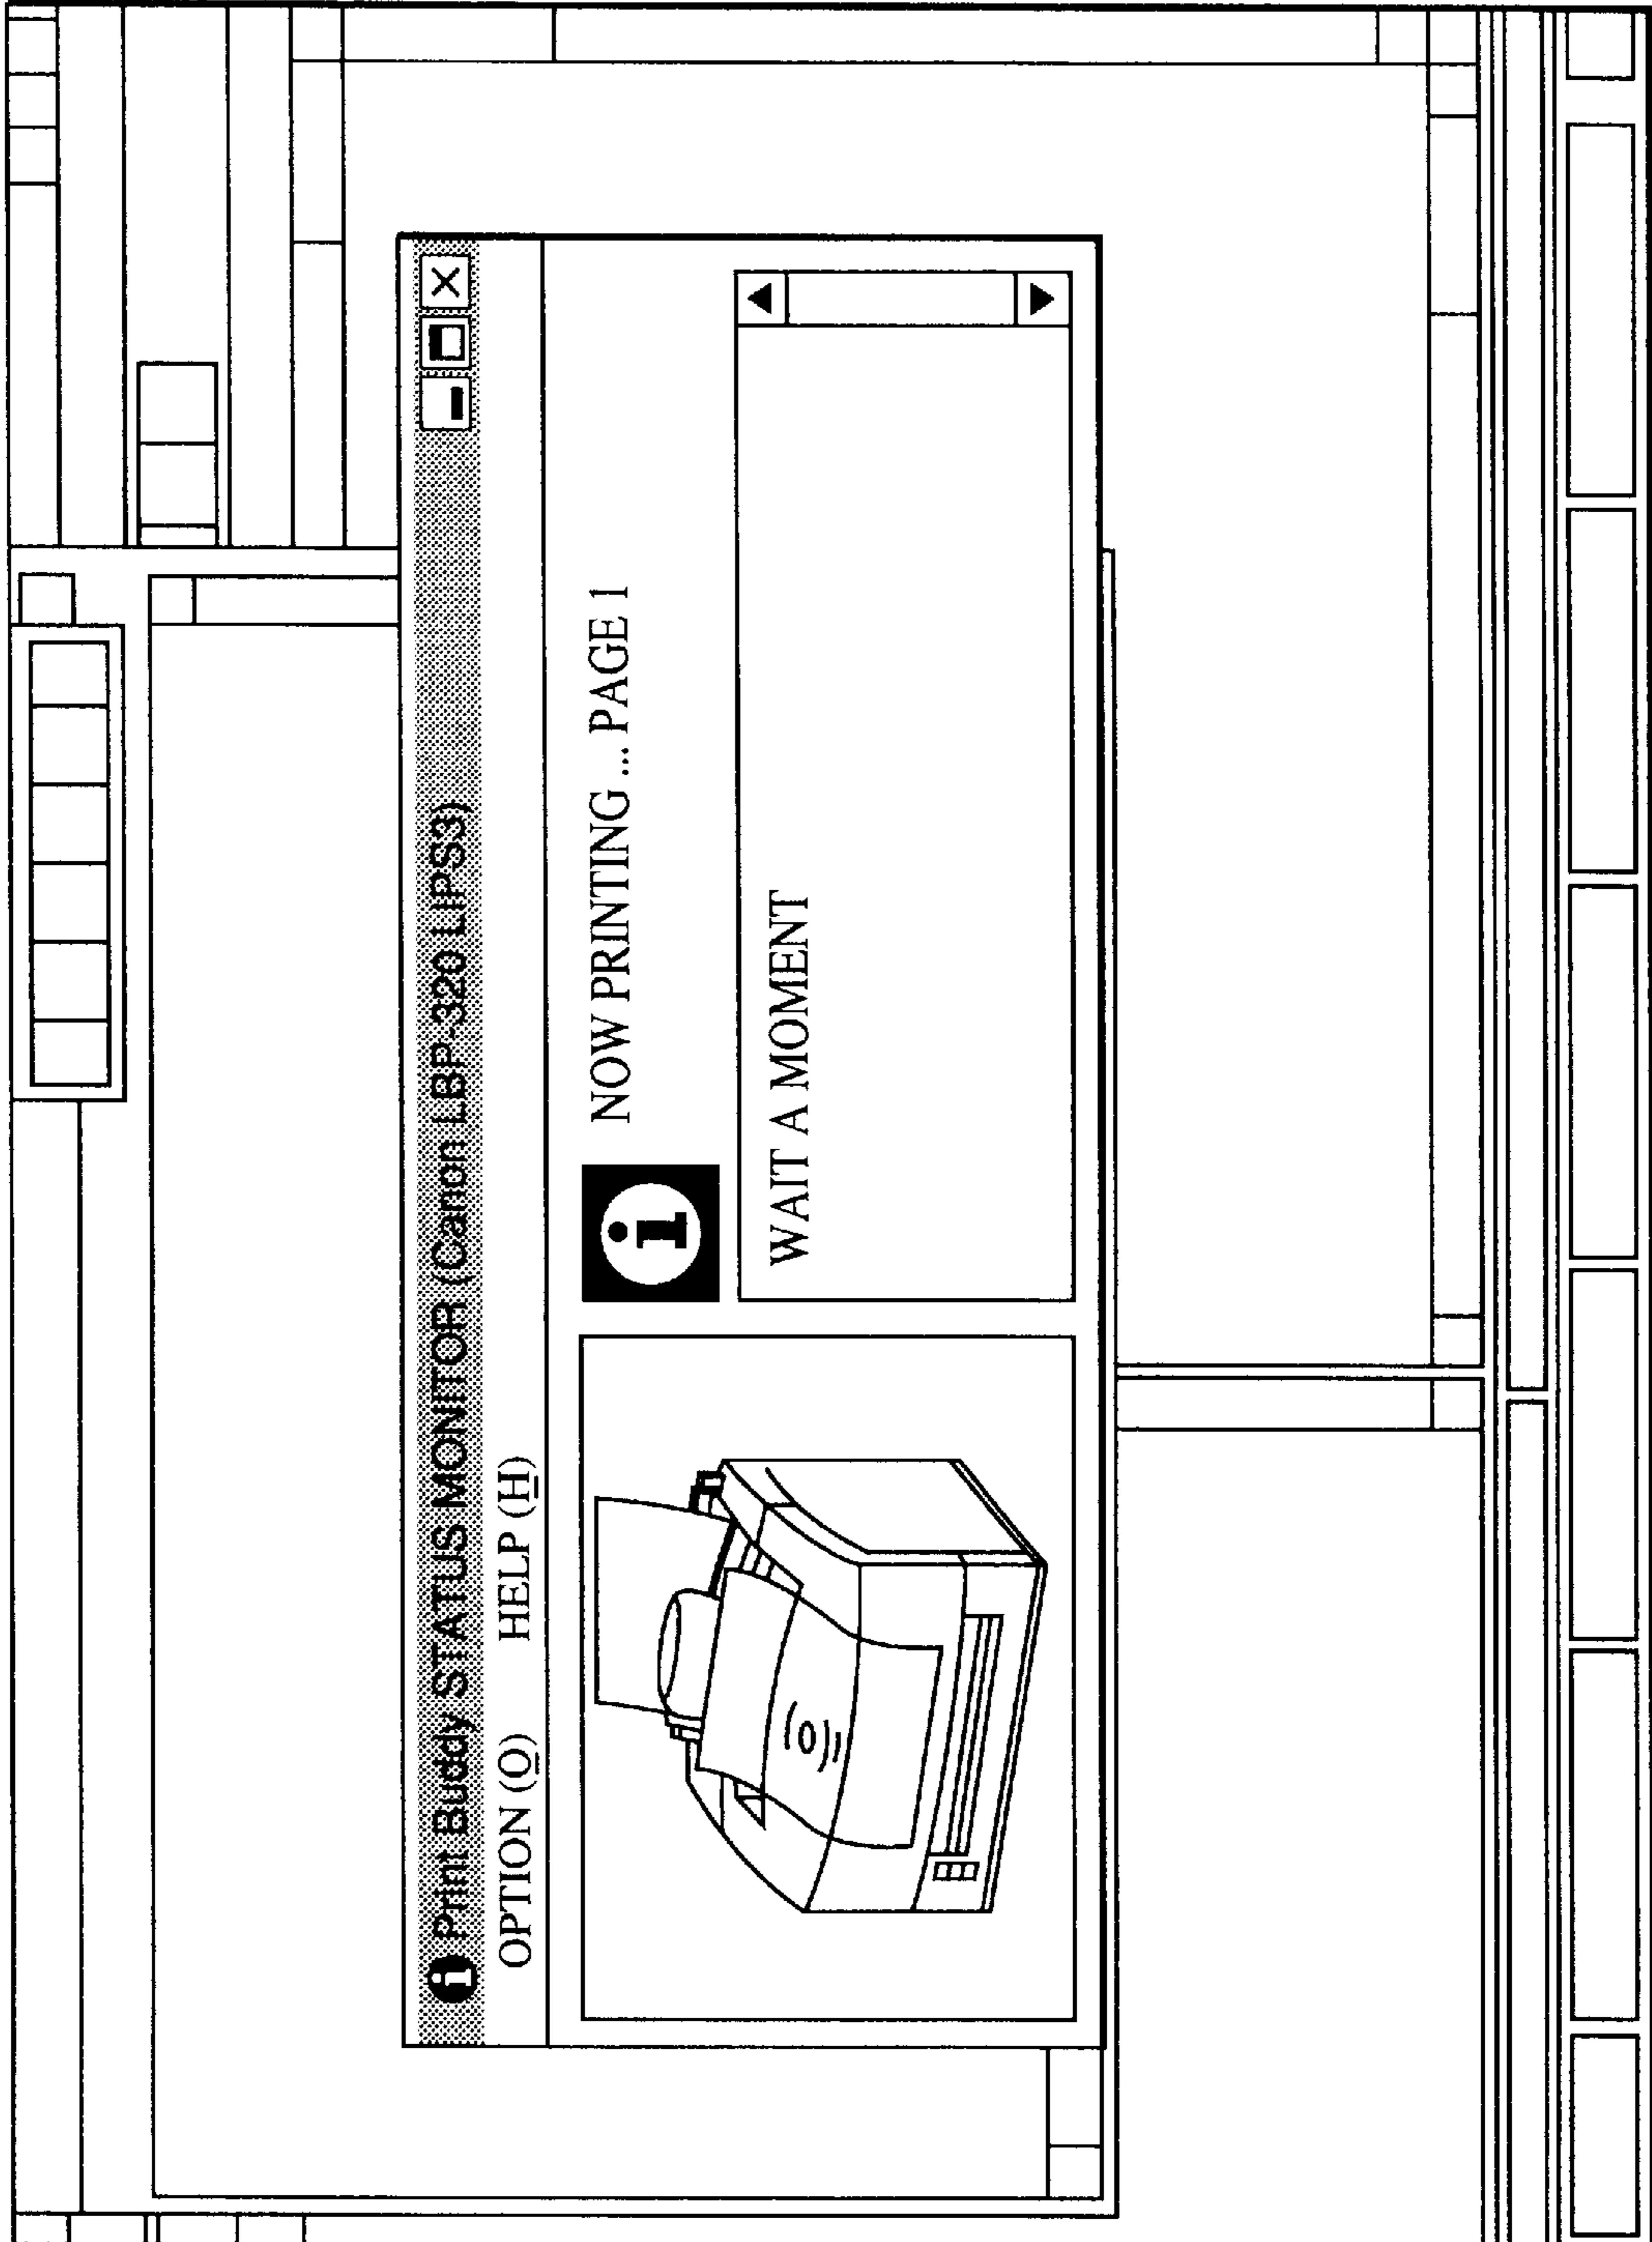 Print Buddy STATUS MONITOR (Canon LBP-320 LIPS3)
OPTION (O) HELP (H)
NOW PRINTING ... PAGE 1
WAIT A MOMENT